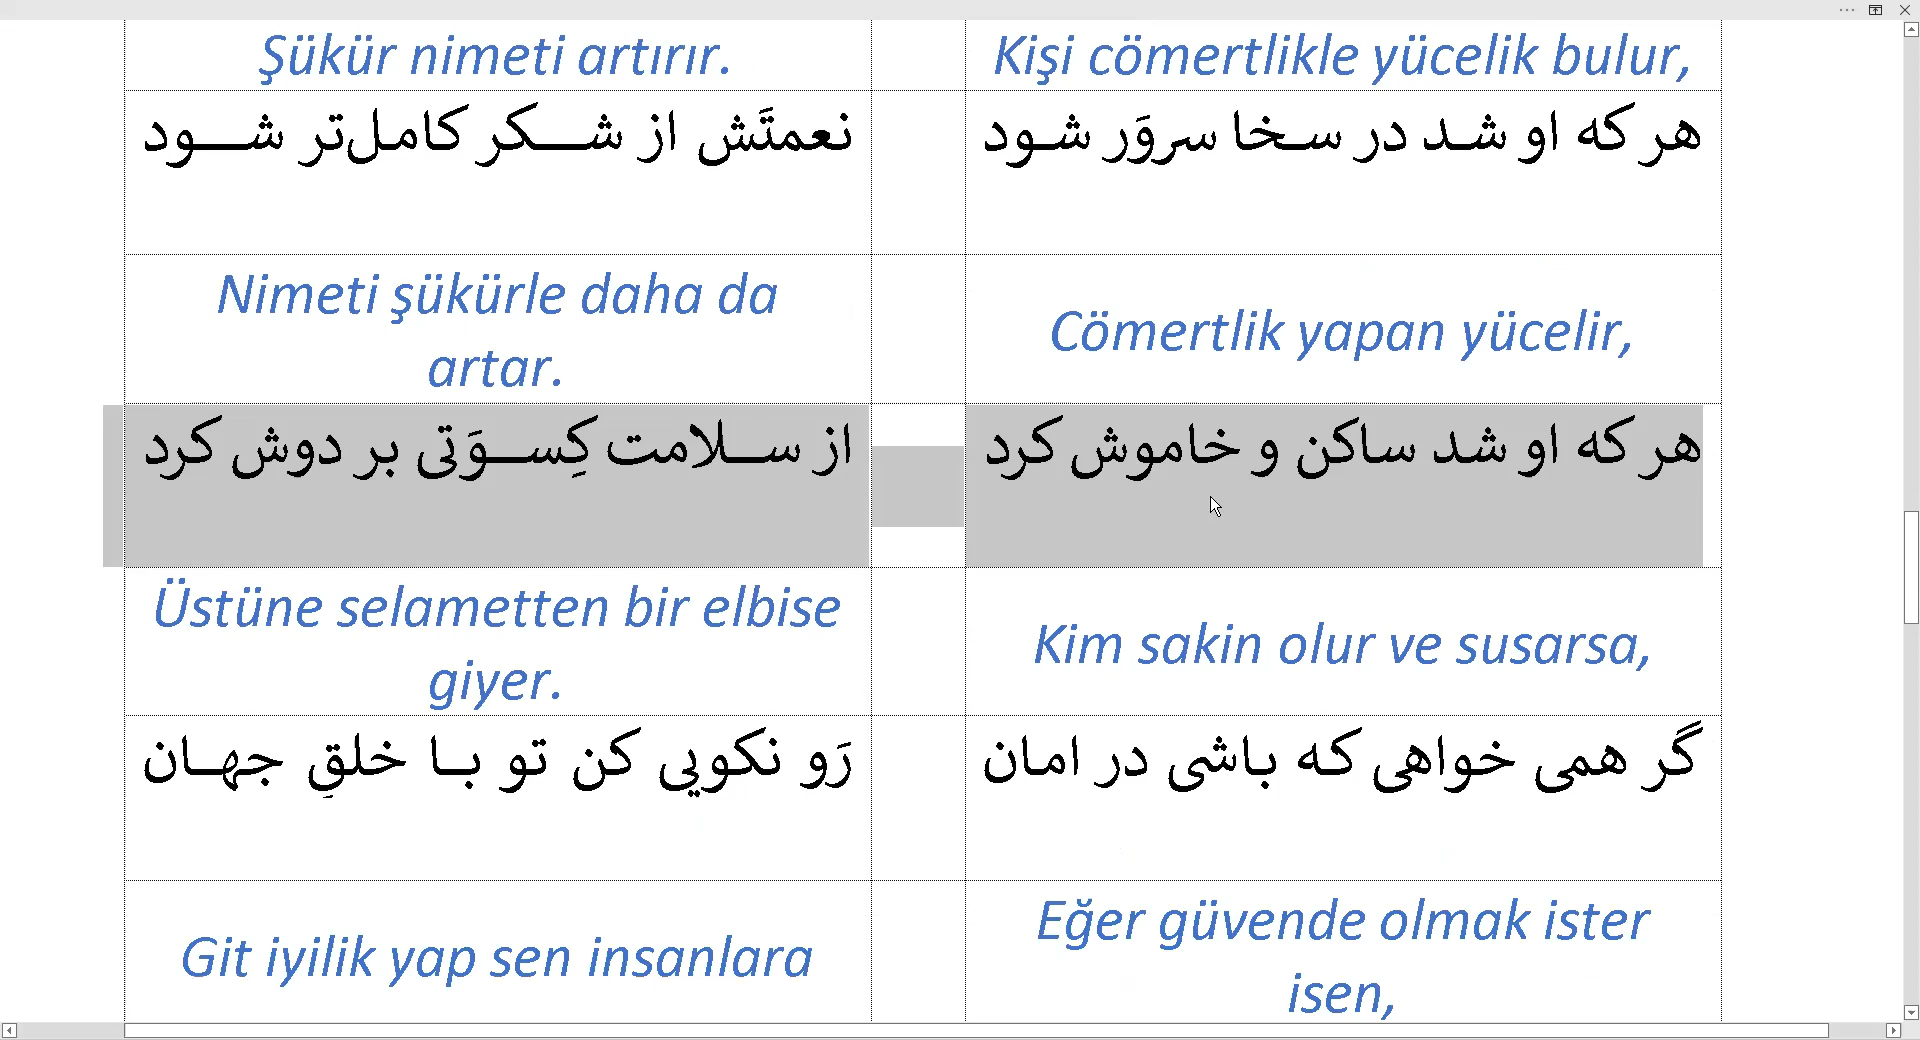 Kişi cömertlikle yücelik bulur,
Şükür nimeti artırır.
هر که او شد در سخا سروَر شود
نعمتَش از شکر کامل‌تر شود
Cömertlik yapan yücelir,
Nimeti şükürle daha da
artar.
هر که او شد ساکن و خاموش کرد
از سلامت کِسوَتی بر دوش کرد
Kim sakin olur ve susarsa,
Üstüne selametten bir elbise
giyer.
گر همی خواهی که باشی در امان
رَو نکویی کن تو با خلقِ جهان
Eğer güvende olmak ister
isen,
Git iyilik yap sen insanlara